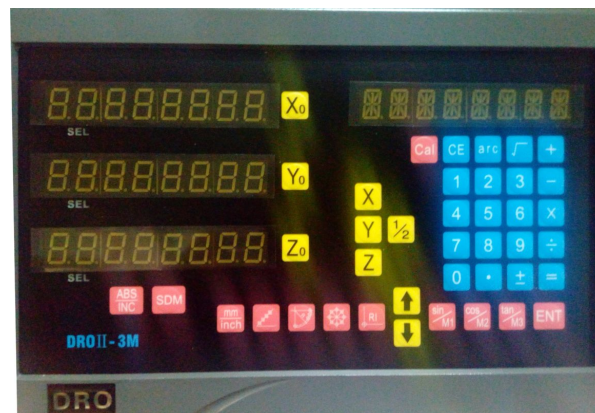 X₀
SEL
Cal CE arc √ +
Y₀
1 2 3 −
SEL
X
4 5 6 ×
Y 1/2
Z₀
7 8 9 ÷
Z
SEL
0 · ± =
ABS/INC SDM
mm/inch RI ↑ ↓ sin/M1 cos/M2 tan/M3 ENT
DROII-3M
DRO